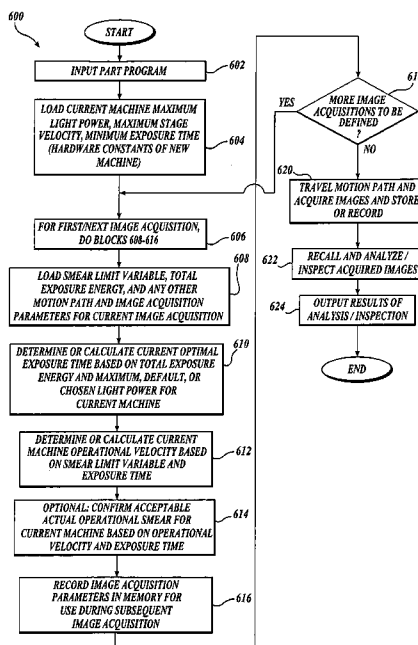 600
START
INPUT PART PROGRAM
602
LOAD CURRENT MACHINE MAXIMUM
LIGHT POWER, MAXIMUM STAGE
VELOCITY, MINIMUM EXPOSURE TIME
(HARDWARE CONSTANTS OF NEW
MACHINE)
604
FOR FIRST/NEXT IMAGE ACQUISITION,
DO BLOCKS 608-616
606
LOAD SMEAR LIMIT VARIABLE, TOTAL
EXPOSURE ENERGY, AND ANY OTHER
MOTION PATH AND IMAGE ACQUISITION
PARAMETERS FOR CURRENT IMAGE ACQUISITION
608
DETERMINE OR CALCULATE CURRENT OPTIMAL
EXPOSURE TIME BASED ON TOTAL EXPOSURE
ENERGY AND MAXIMUM, DEFAULT, OR
CHOSEN LIGHT POWER FOR
CURRENT MACHINE
610
DETERMINE OR CALCULATE CURRENT
MACHINE OPERATIONAL VELOCITY BASED
ON SMEAR LIMIT VARIABLE AND
EXPOSURE TIME
612
OPTIONAL: CONFIRM ACCEPTABLE
ACTUAL OPERATIONAL SMEAR FOR
CURRENT MACHINE BASED ON OPERATIONAL
VELOCITY AND EXPOSURE TIME
614
RECORD IMAGE ACQUISITION
PARAMETERS IN MEMORY FOR
USE DURING SUBSEQUENT
IMAGE ACQUISITION
616
YES
MORE IMAGE
ACQUISITIONS TO BE
DEFINED
?
NO
620
TRAVEL MOTION PATH AND
ACQUIRE IMAGES AND STORE
OR RECORD
622
RECALL AND ANALYZE /
INSPECT ACQUIRED IMAGES
624
OUTPUT RESULTS OF
ANALYSIS / INSPECTION
END